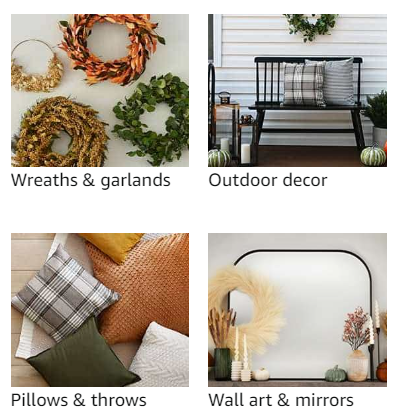 Wreaths & garlands
Outdoor decor
Pillows & throws
Wall art & mirrors